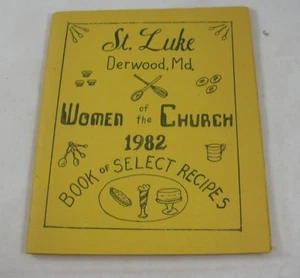 St. Luke
Derwood, Md.
Women of the Church
1982
Book of Select Recipes